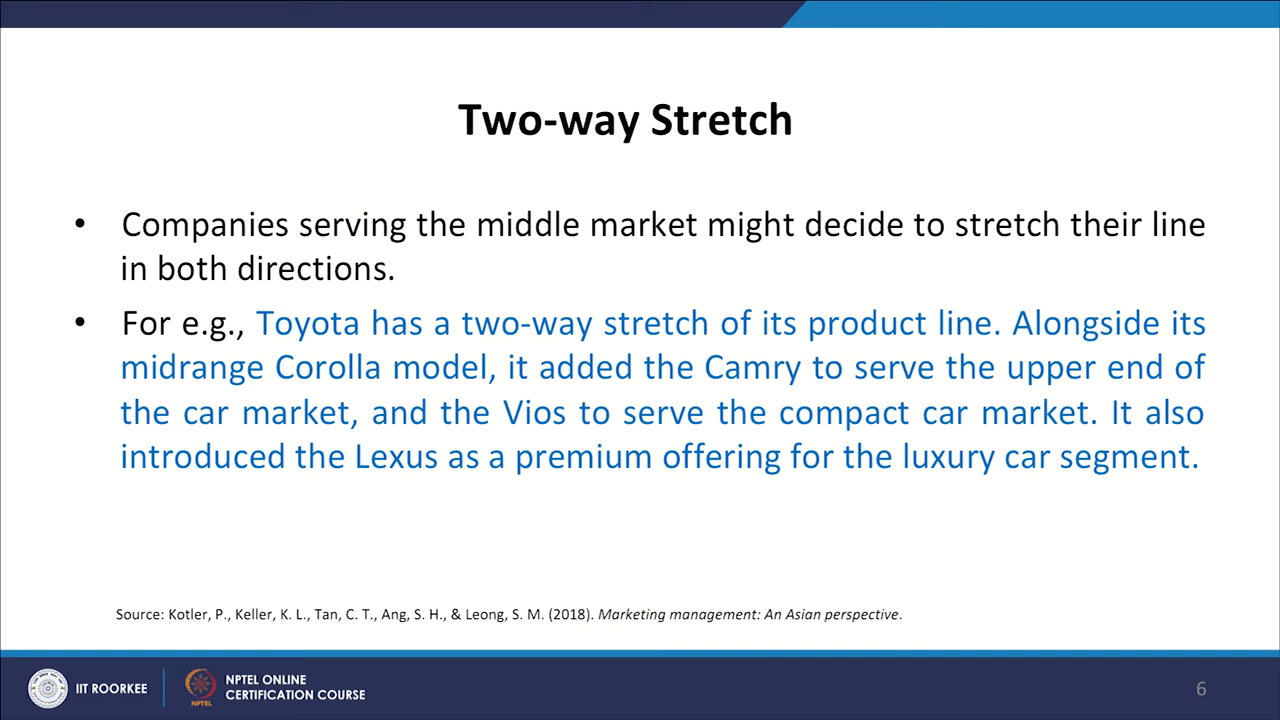 Two-way Stretch
• Companies serving the middle market might decide to stretch their line
in both directions.
• For e.g., Toyota has a two-way stretch of its product line. Alongside its
midrange Corolla model, it added the Camry to serve the upper end of
the car market, and the Vios to serve the compact car market. It also
introduced the Lexus as a premium offering for the luxury car segment.
Source: Kotler, P., Keller, K. L., Tan, C. T., Ang, S. H., & Leong, S. M. (2018). Marketing management: An Asian perspective.
IIT ROORKEE
NPTEL
NPTEL ONLINE
CERTIFICATION COURSE
6